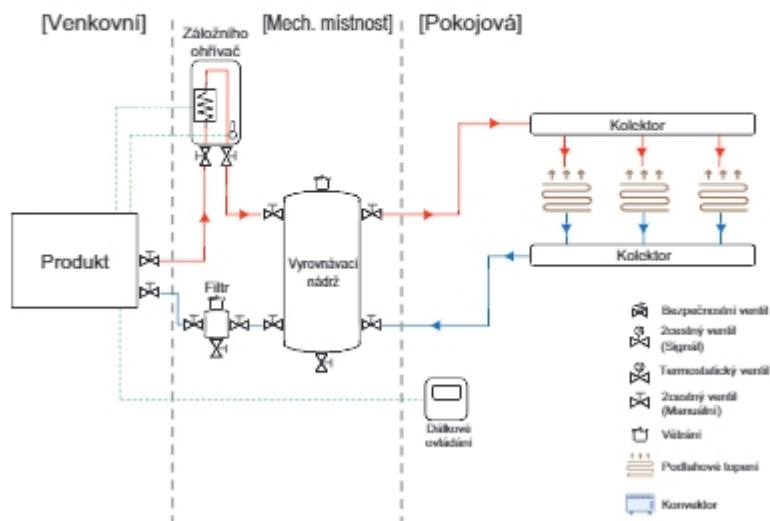 [Venkovní]
[Mech. místnost]
[Pokojová]
Záložního
ohřívač
Kolektor
Produkt
Vyrovnávací
nádrž
Filtr
Kolektor
Dálkové
ovládání
Bezpečnostní ventil
2cestný ventil
(Signál)
Termostatický ventil
2cestný ventil
(Manuální)
Větrání
Podlahové topení
Konvektor